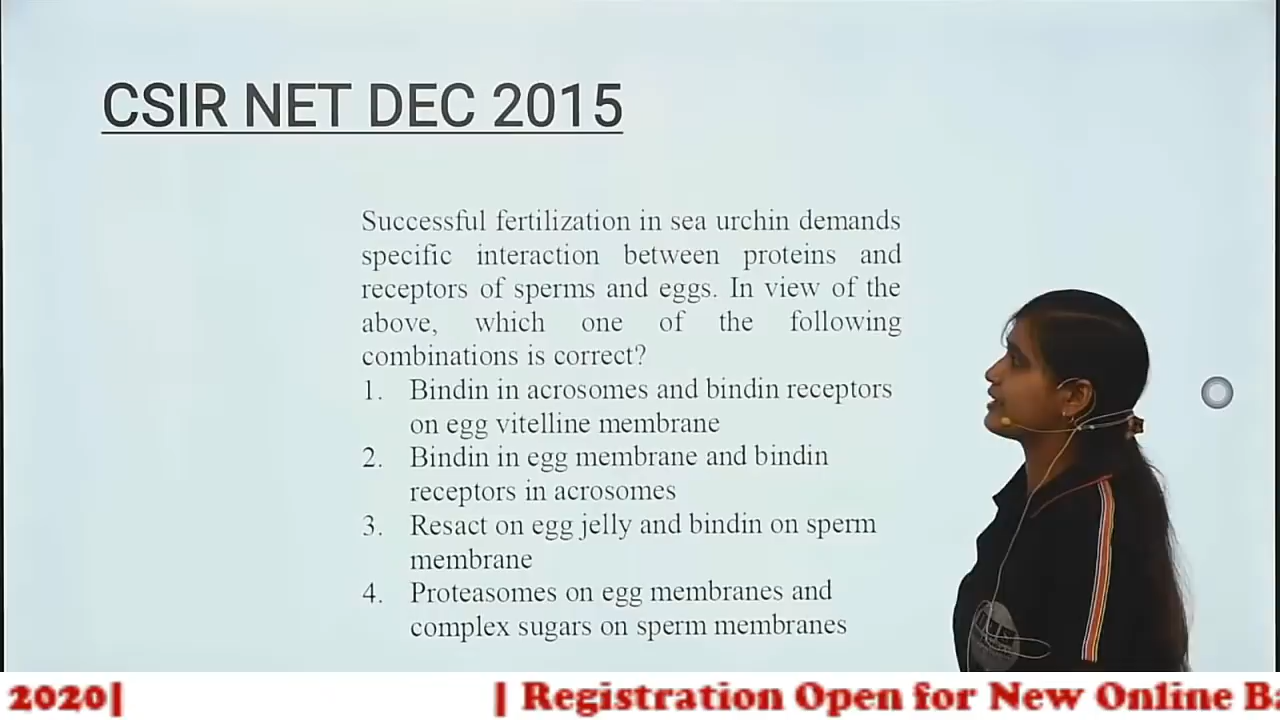 CSIR NET DEC 2015
Successful fertilization in sea urchin demands
specific interaction between proteins and
receptors of sperms and eggs. In view of the
above, which one of the following
combinations is correct?
1. Bindin in acrosomes and bindin receptors
on egg vitelline membrane
2. Bindin in egg membrane and bindin
receptors in acrosomes
3. Resact on egg jelly and bindin on sperm
membrane
4. Proteasomes on egg membranes and
complex sugars on sperm membranes
2020| | Registration Open for New Online Ba